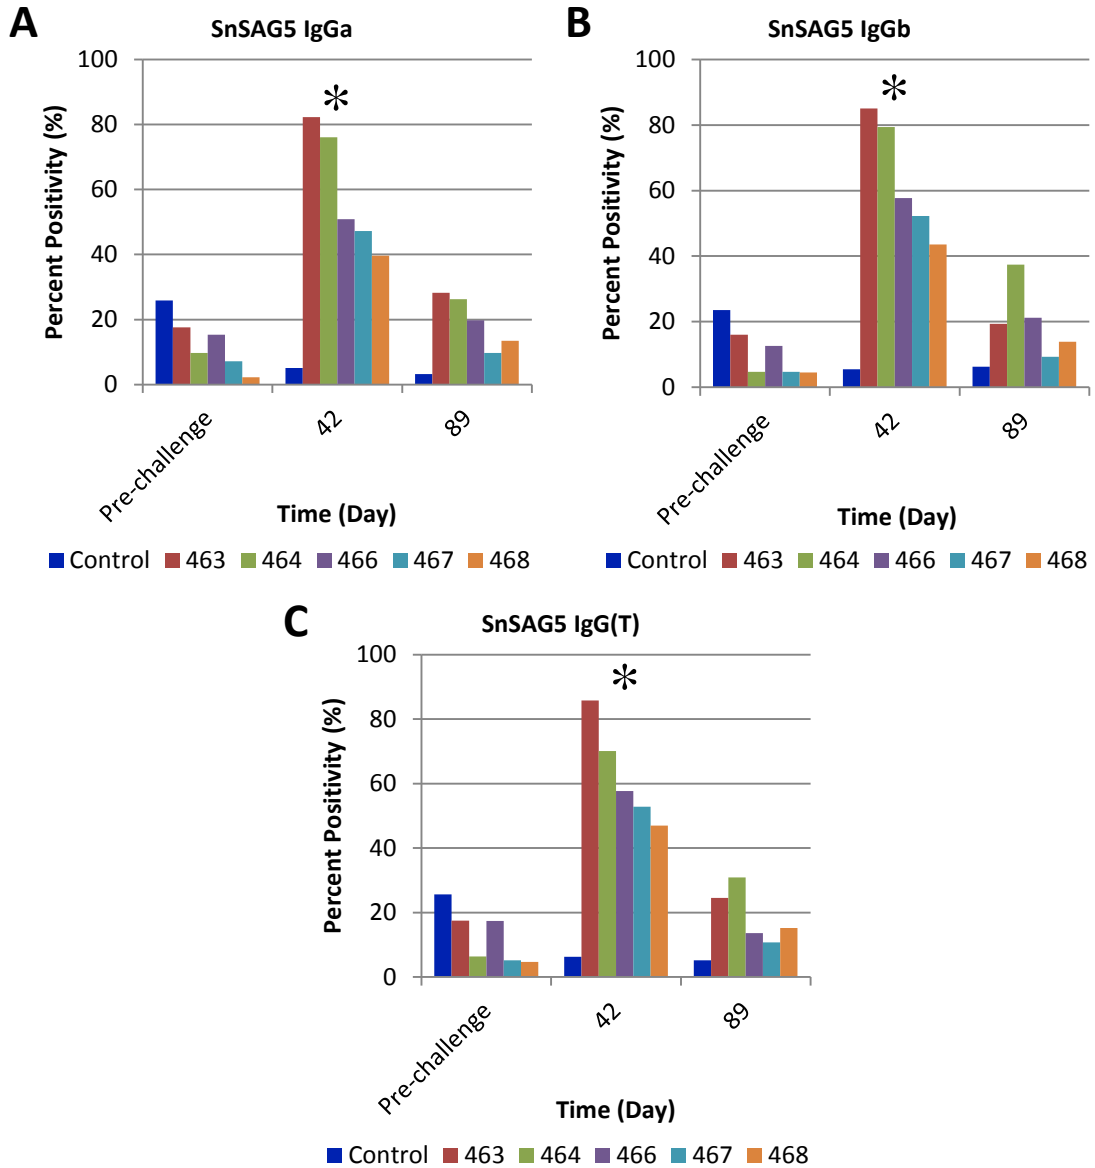 A
SnSAG5 IgGa
100
80
60
40
20
0
Percent Positivity (%)
*
Pre-challenge
42
89
Time (Day)
Control 463 464 466 467 468
B
SnSAG5 IgGb
100
80
60
40
20
0
Percent Positivity (%)
*
Pre-challenge
42
89
Time (Day)
Control 463 464 466 467 468
C
SnSAG5 IgG(T)
100
80
60
40
20
0
Percent Positivity (%)
*
Pre-challenge
42
89
Time (Day)
Control 463 464 466 467 468